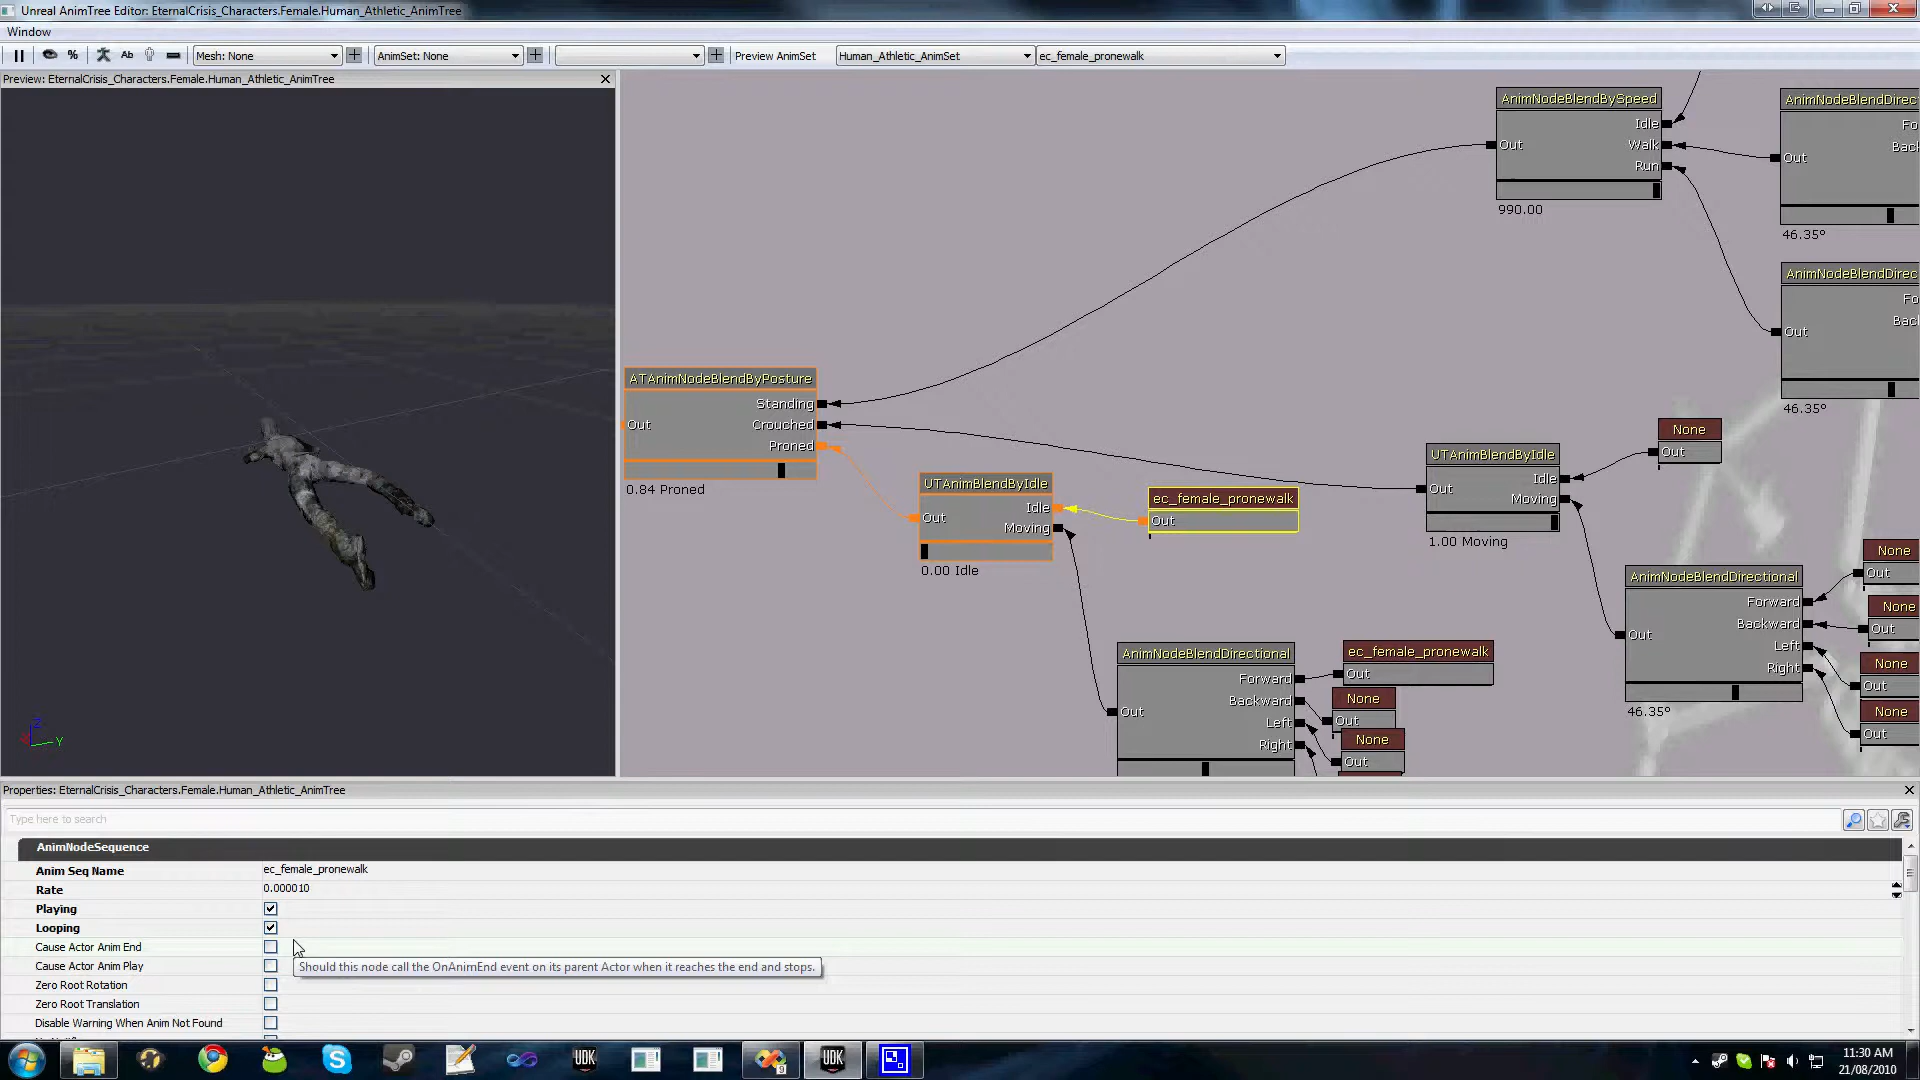 Unreal AnimTree Editor: EternalCrisis_Characters.Female.Human_Athletic_AnimTree
Window
Ab
Mesh: None
AnimSet: None
Preview AnimSet
Human_Athletic_AnimSet
ec_female_pronewalk
Preview: EternalCrisis_Characters.Female.Human_Athletic_AnimTree
AnimNodeBlendBySpeed
Idle
Out
Walk
Run
990.00
AnimNodeBlendDirec
Fo
Back
Out
46.35°
AnimNodeBlendDirec
Fo
Back
Out
46.35°
ATAnimNodeBlendByPosture
Standing
Out
Crouched
Proned
0.84 Proned
UTAnimBlendByIdle
Idle
Out
Moving
0.00 Idle
ec_female_pronewalk
Out
UTAnimBlendByIdle
Idle
Out
Moving
1.00 Moving
None
Out
AnimNodeBlendDirectional
Forward
Backward
Out
Left
Right
46.35°
None
Out
None
Out
None
Out
None
Out
AnimNodeBlendDirectional
Forward
Backward
Out
Left
Right
ec_female_pronewalk
Out
None
Out
None
Out
Z
Y
Properties: EternalCrisis_Characters.Female.Human_Athletic_AnimTree
Type here to search
AnimNodeSequence
Anim Seq Name ec_female_pronewalk
Rate 0.000010
Playing
Looping
Cause Actor Anim End
Cause Actor Anim Play
Should this node call the OnAnimEnd event on its parent Actor when it reaches the end and stops.
Zero Root Rotation
Zero Root Translation
Disable Warning When Anim Not Found
UDK
9
UDK
11:30 AM
21/08/2010